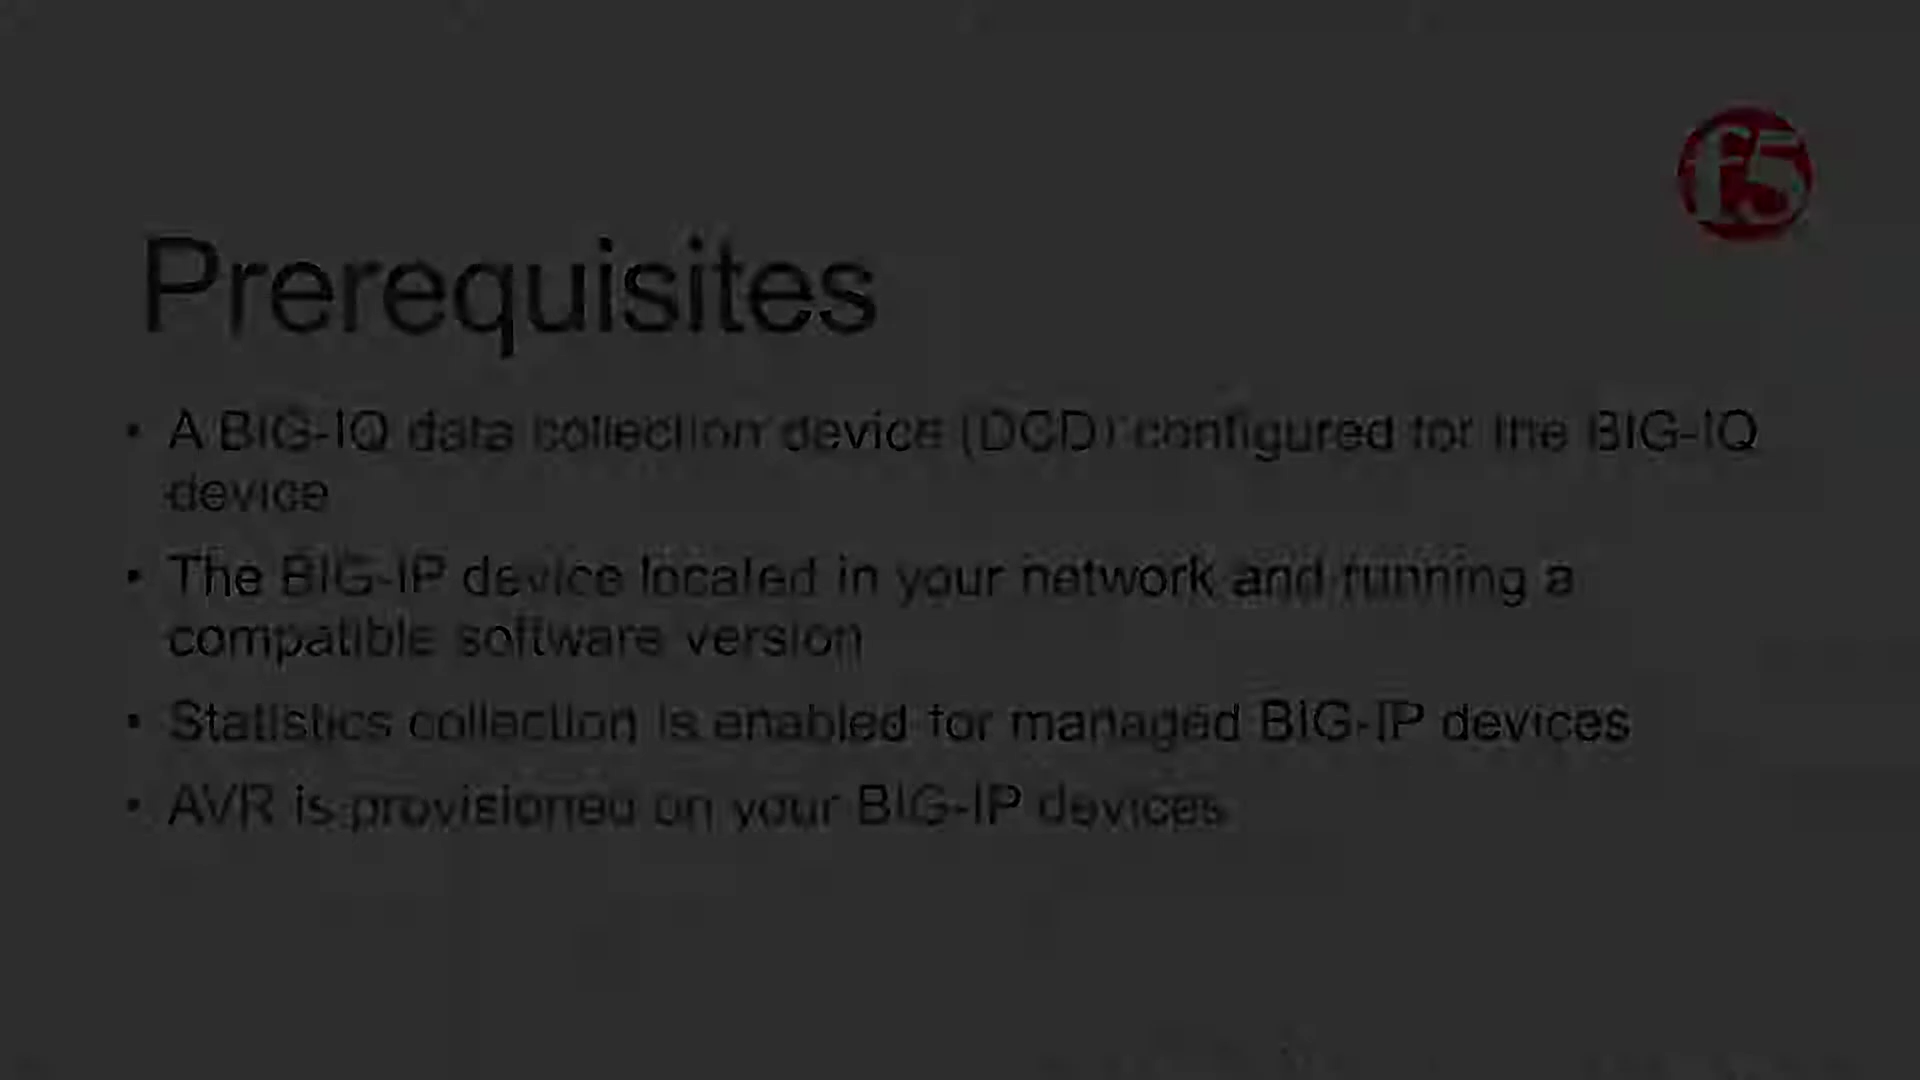 f5
Prerequisites
• A BIG-IQ data collection device (DCD) configured for the BIG-IQ
device
• The BIG-IP device located in your network and running a
compatible software version
• Statistics collection is enabled for managed BIG-IP devices
• AVR is provisioned on your BIG-IP devices